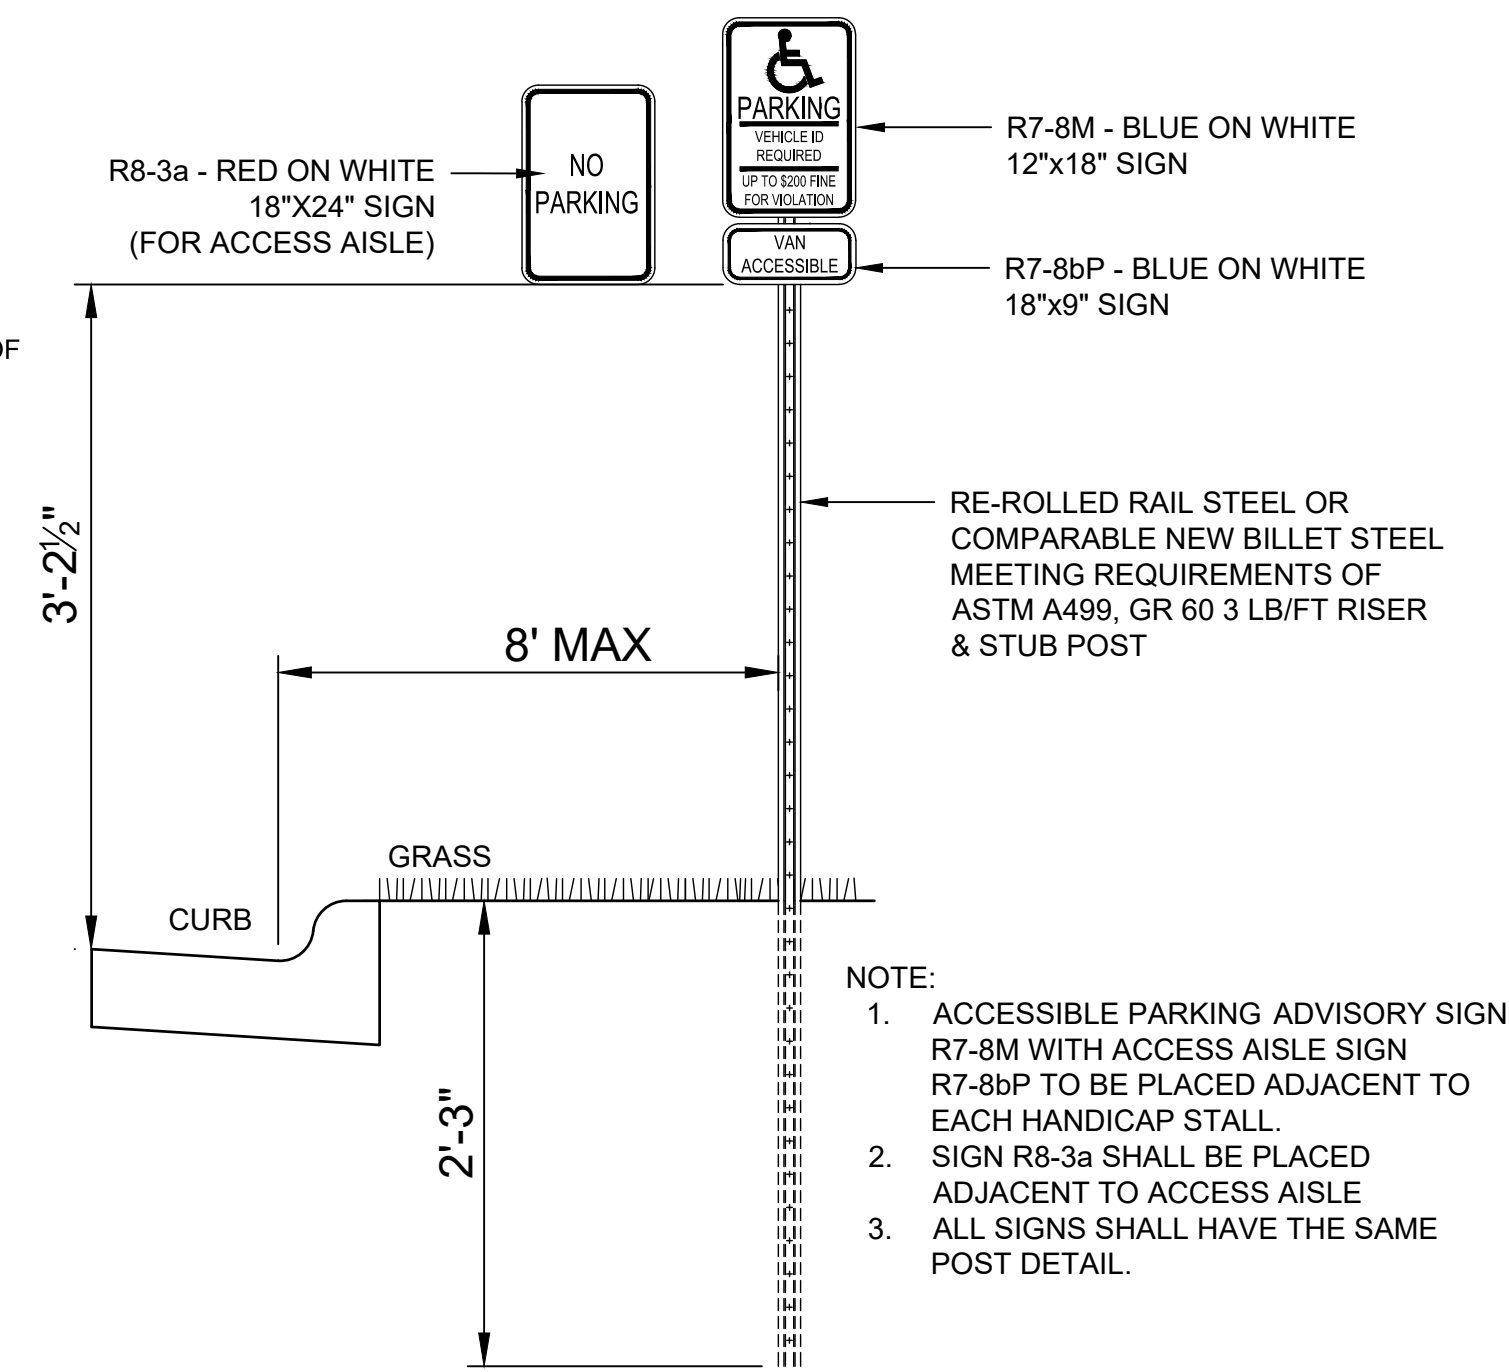 PARKING
VEHICLE ID
REQUIRED
UP TO $200 FINE
FOR VIOLATION
R7-8M - BLUE ON WHITE
12"x18" SIGN
R8-3a - RED ON WHITE
18"X24" SIGN
(FOR ACCESS AISLE)
NO
PARKING
VAN
ACCESSIBLE
R7-8bP - BLUE ON WHITE
18"x9" SIGN
OF
3'-2½"
RE-ROLLED RAIL STEEL OR
COMPARABLE NEW BILLET STEEL
MEETING REQUIREMENTS OF
ASTM A499, GR 60 3 LB/FT RISER
& STUB POST
8' MAX
GRASS
CURB
2'-3"
NOTE:
1. ACCESSIBLE PARKING ADVISORY SIGN
R7-8M WITH ACCESS AISLE SIGN
R7-8bP TO BE PLACED ADJACENT TO
EACH HANDICAP STALL.
2. SIGN R8-3a SHALL BE PLACED
ADJACENT TO ACCESS AISLE
3. ALL SIGNS SHALL HAVE THE SAME
POST DETAIL.